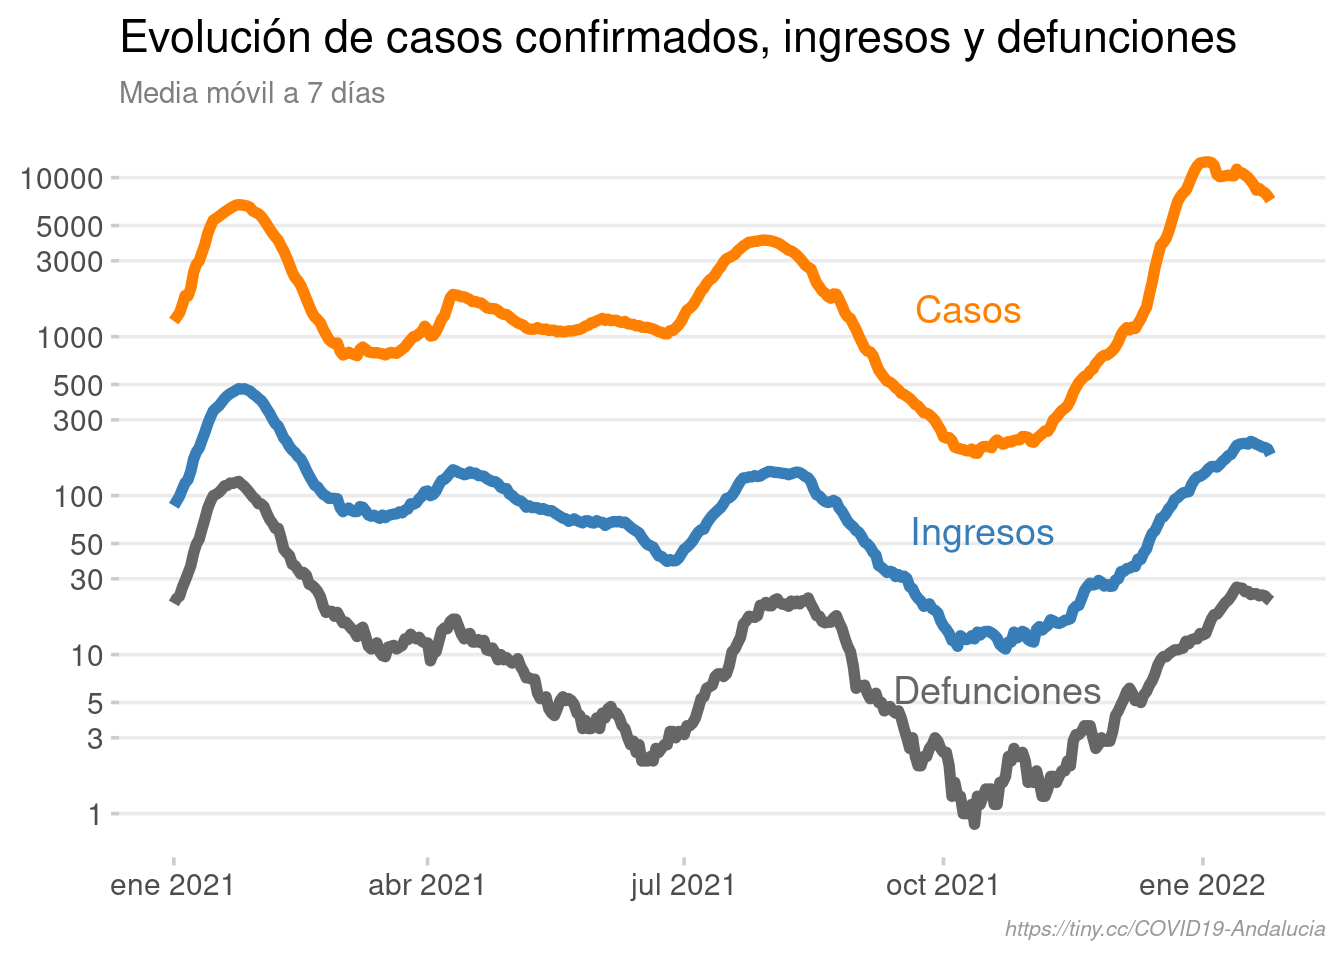 Evolución de casos confirmados, ingresos y defunciones
Media móvil a 7 días
10000
5000
3000
1000
Casos
500
300
100
Ingresos
50
30
10
Defunciones
5
3
1
ene 2021 abr 2021 jul 2021 oct 2021 ene 2022
https://tiny.cc/COVID19-Andalucia